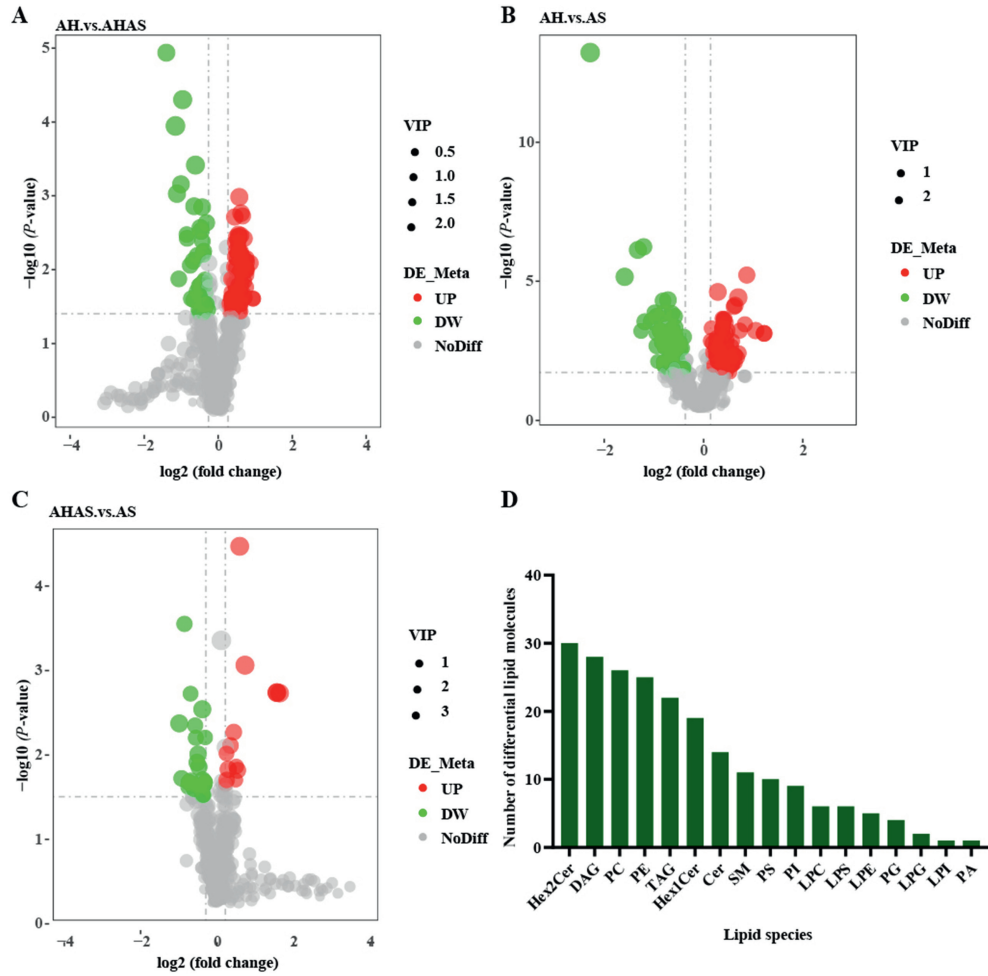 A
AH.vs.AHAS
5
4
3
2
1
0
−log10 (P-value)
−4
−2
0
2
4
log2 (fold change)
VIP
0.5
1.0
1.5
2.0
DE_Meta
UP
DW
NoDiff
B
AH.vs.AS
10
5
0
−log10 (P-value)
−2
0
2
log2 (fold change)
VIP
1
2
DE_Meta
UP
DW
NoDiff
C
AHAS.vs.AS
4
3
2
1
0
−log10 (P-value)
−4
−2
0
2
4
log2 (fold change)
VIP
1
2
3
DE_Meta
UP
DW
NoDiff
D
Number of differential lipid molecules
40
30
20
10
0
Hex2Cer
DAG
PC
PE
TAG
Hex1Cer
Cer
SM
PS
PI
LPC
LPS
LPE
PG
LPG
LPI
PA
Lipid species